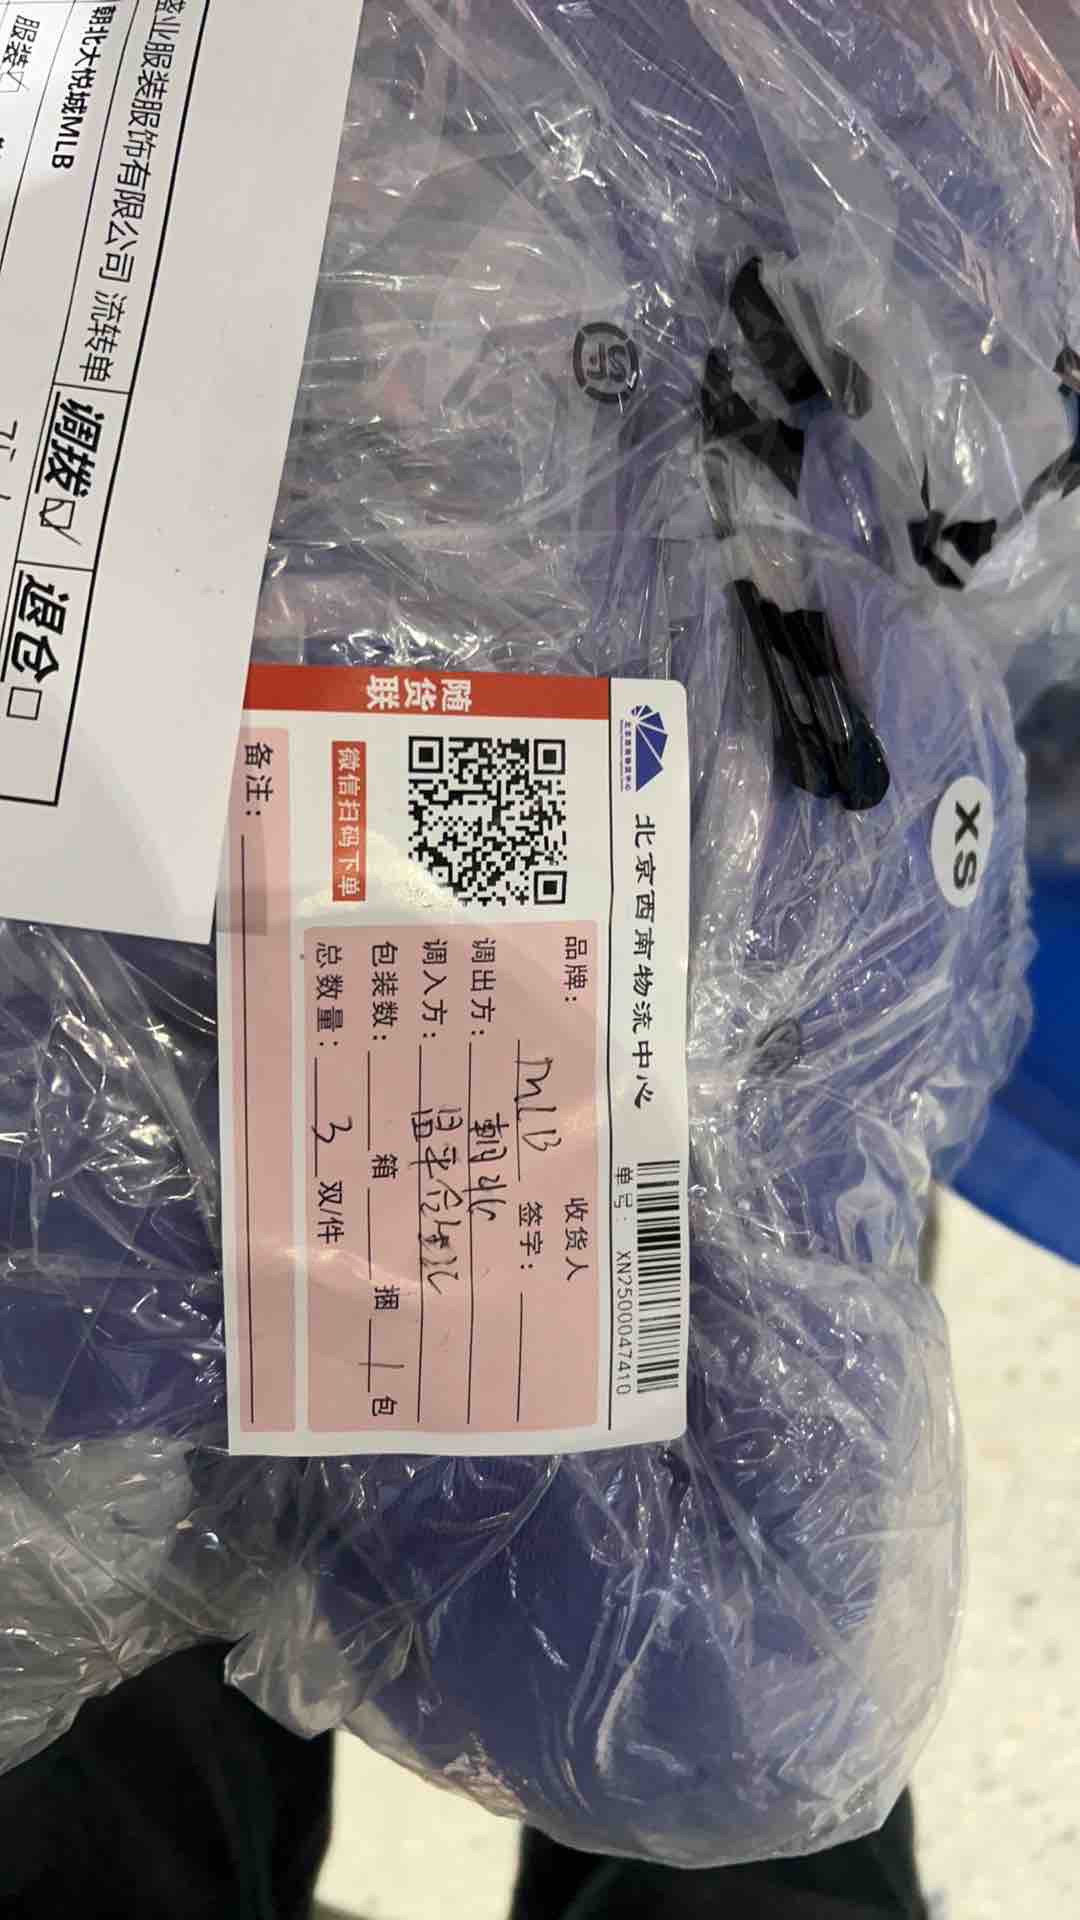 服装服饰有限公司 流转单
调拨☑
退仓□
朝北大悦城MLB
服装
XS
北京西南物流中心
单号: XN2500047410
随货联
微信扫码下单
品牌: MLB
收货人
签字:
调出方: 朝北
调入方:
包装数: 箱 捆 1 包
总数量: 3 双/件
备注: